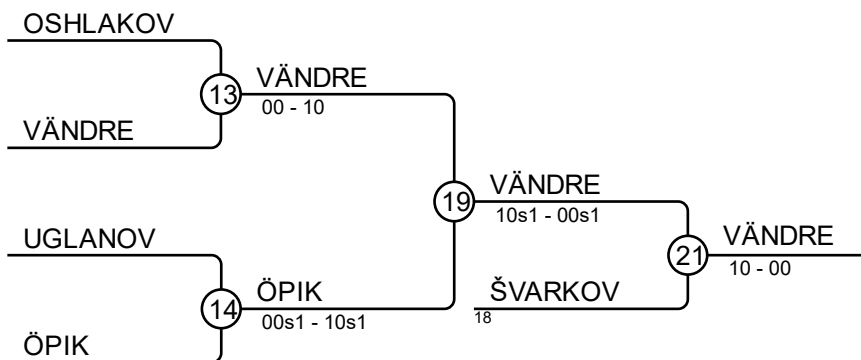 OSHLAKOV
13
VÄNDRE
00 - 10
VÄNDRE
19
VÄNDRE
10s1 - 00s1
UGLANOV
21
VÄNDRE
10 - 00
14
ÖPIK
00s1 - 10s1
ŠVARKOV
18
ÖPIK